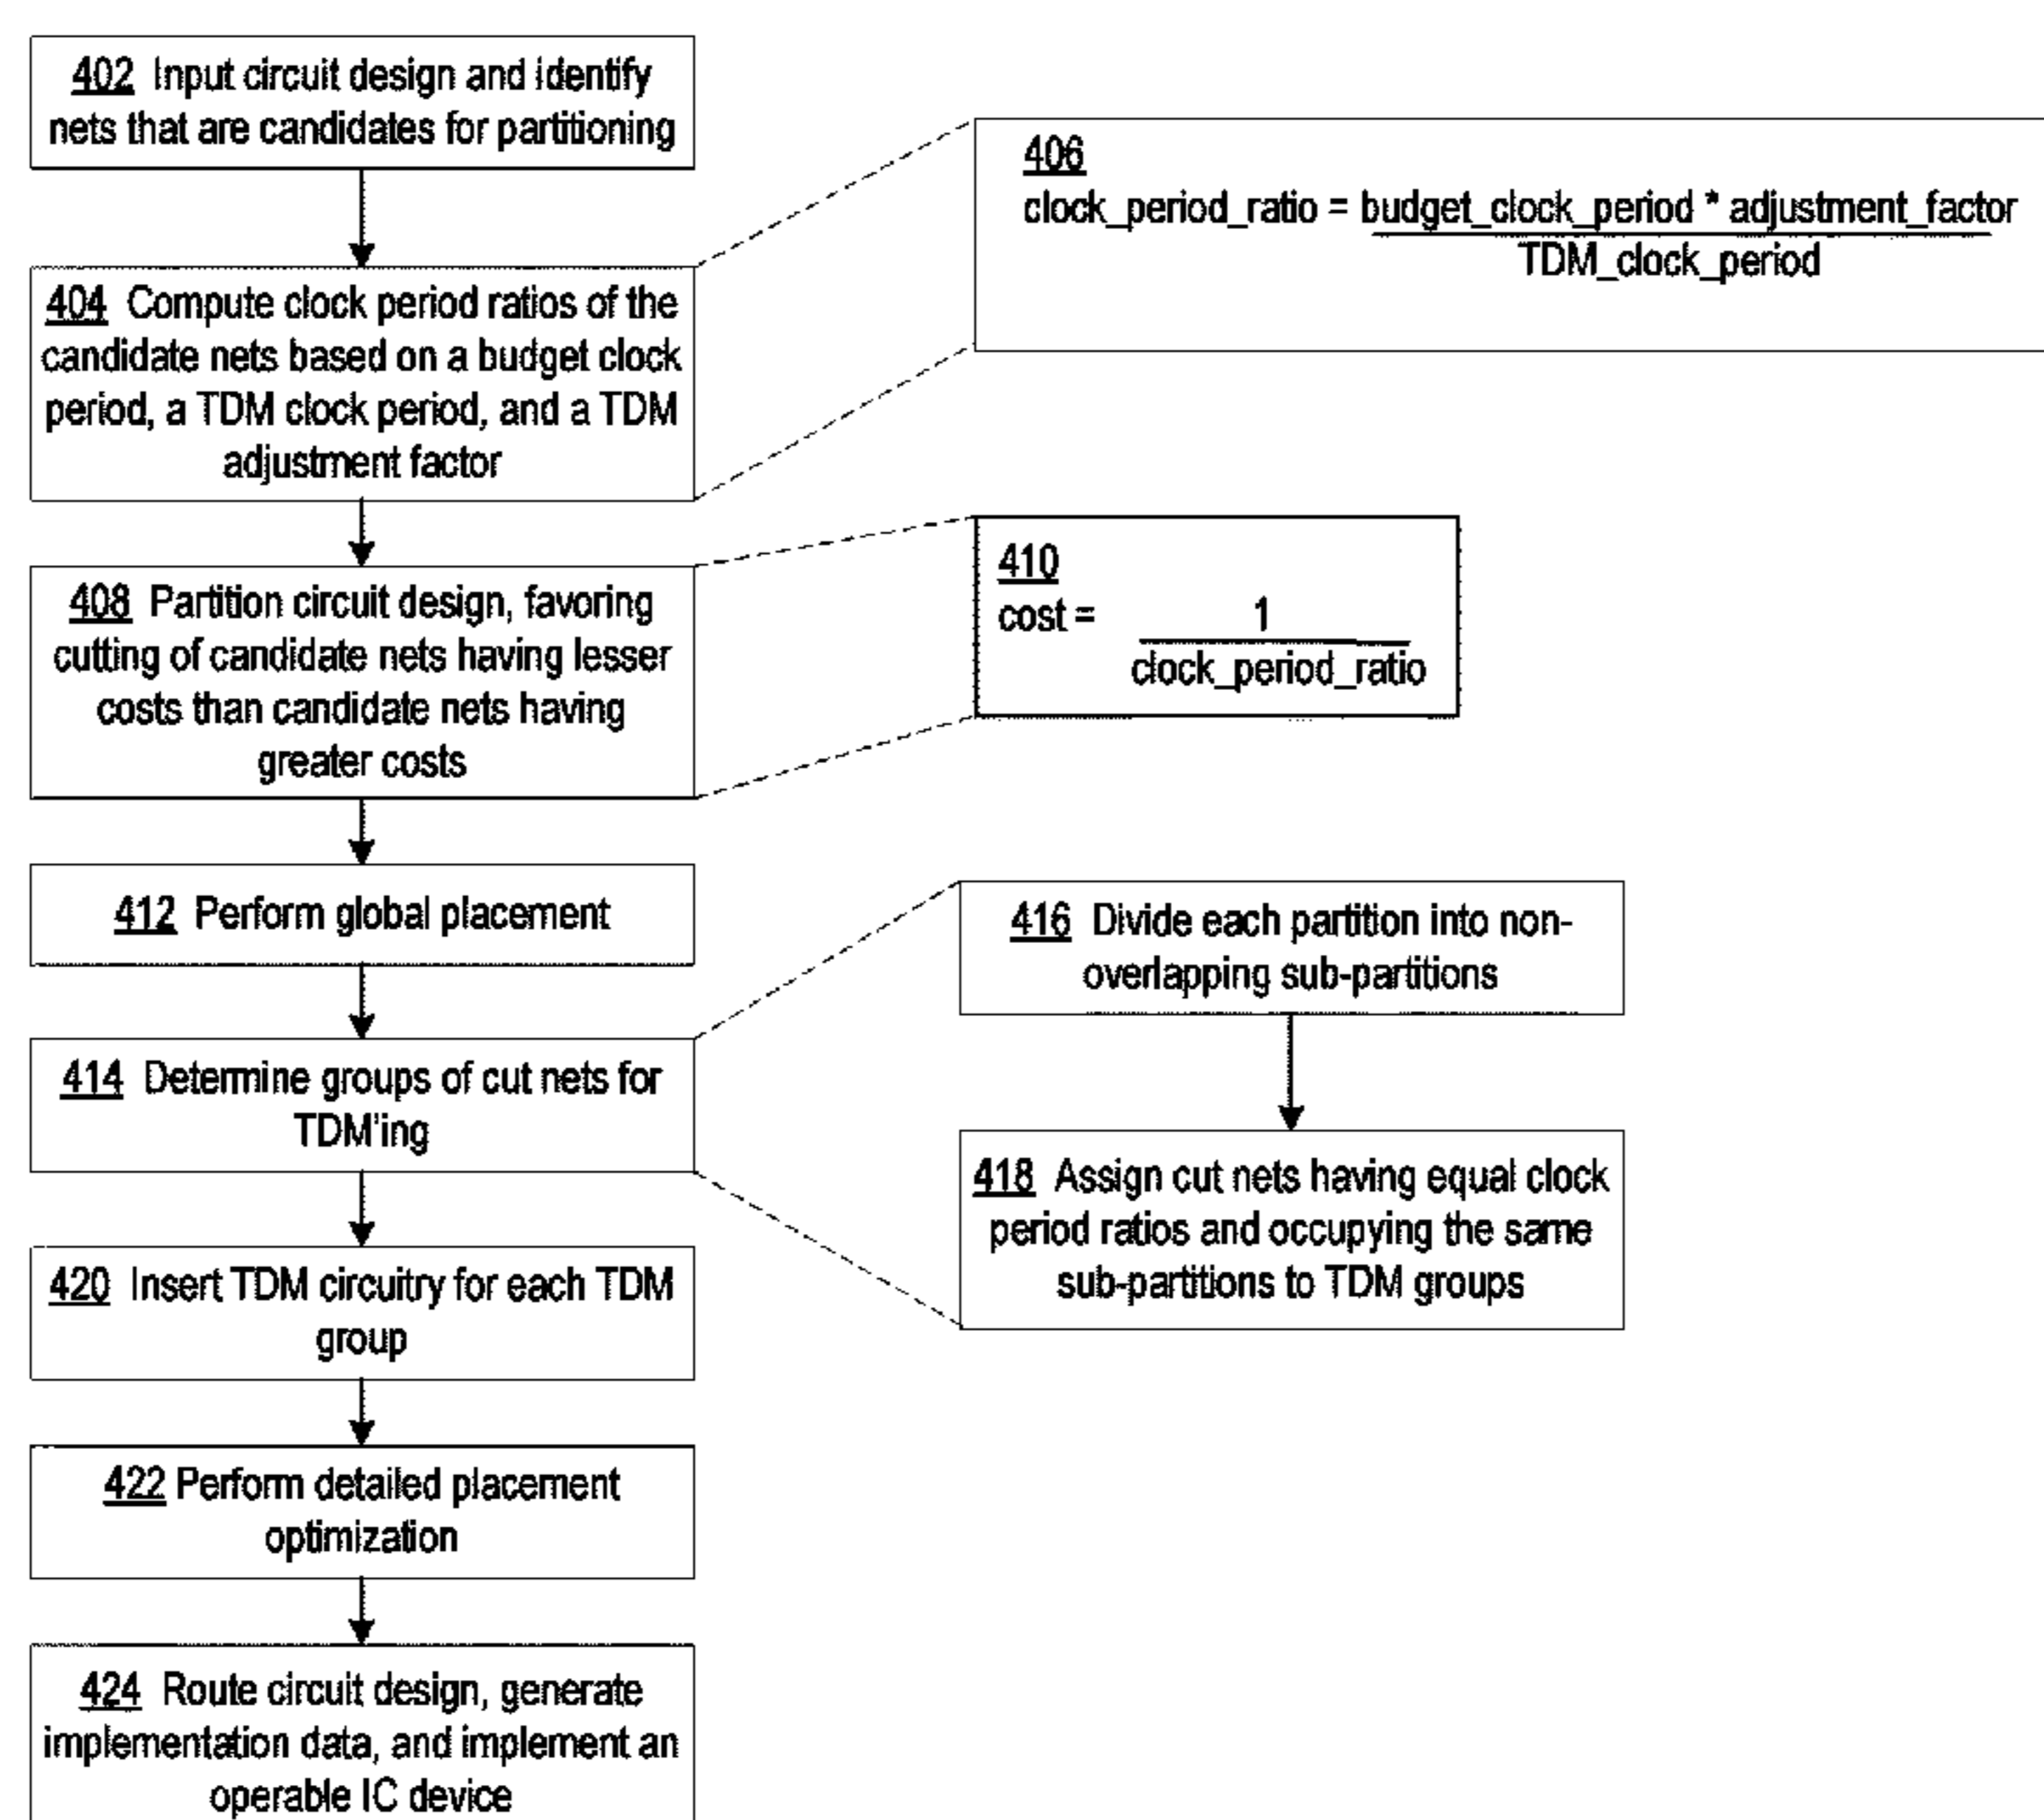 402 Input circuit design and identify
nets that are candidates for partitioning
404 Compute clock period ratios of the
candidate nets based on a budget clock
period, a TDM clock period, and a TDM
adjustment factor
406
clock_period_ratio = budget_clock_period * adjustment_factor
TDM_clock_period
408 Partition circuit design, favoring
cutting of candidate nets having lesser
costs than candidate nets having
greater costs
410
cost = 1
clock_period_ratio
412 Perform global placement
414 Determine groups of cut nets for
TDM'ing
416 Divide each partition into non-
overlapping sub-partitions
418 Assign cut nets having equal clock
period ratios and occupying the same
sub-partitions to TDM groups
420 Insert TDM circuitry for each TDM
group
422 Perform detailed placement
optimization
424 Route circuit design, generate
implementation data, and implement an
operable IC device